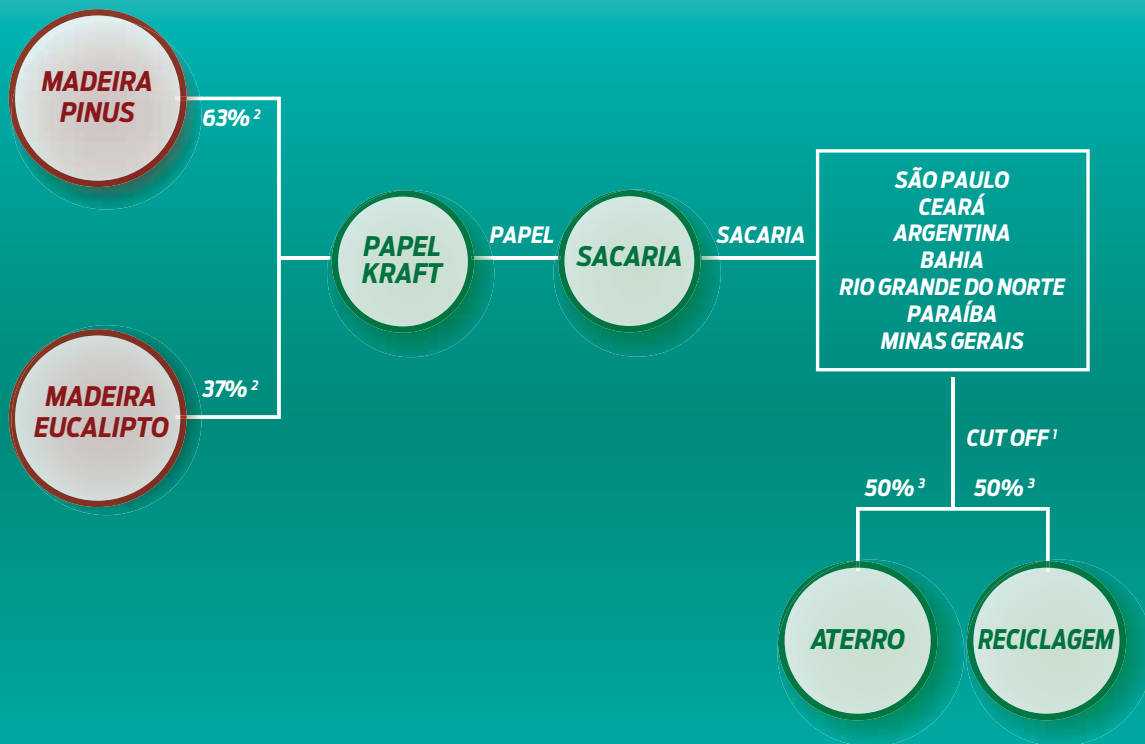 MADEIRA
PINUS
63% ²
MADEIRA
EUCALIPTO
37% ²
PAPEL
KRAFT
PAPEL
SACARIA
SACARIA
SÃO PAULO
CEARÁ
ARGENTINA
BAHIA
RIO GRANDE DO NORTE
PARAÍBA
MINAS GERAIS
CUT OFF ¹
50% ³
50% ³
ATERRO
RECICLAGEM